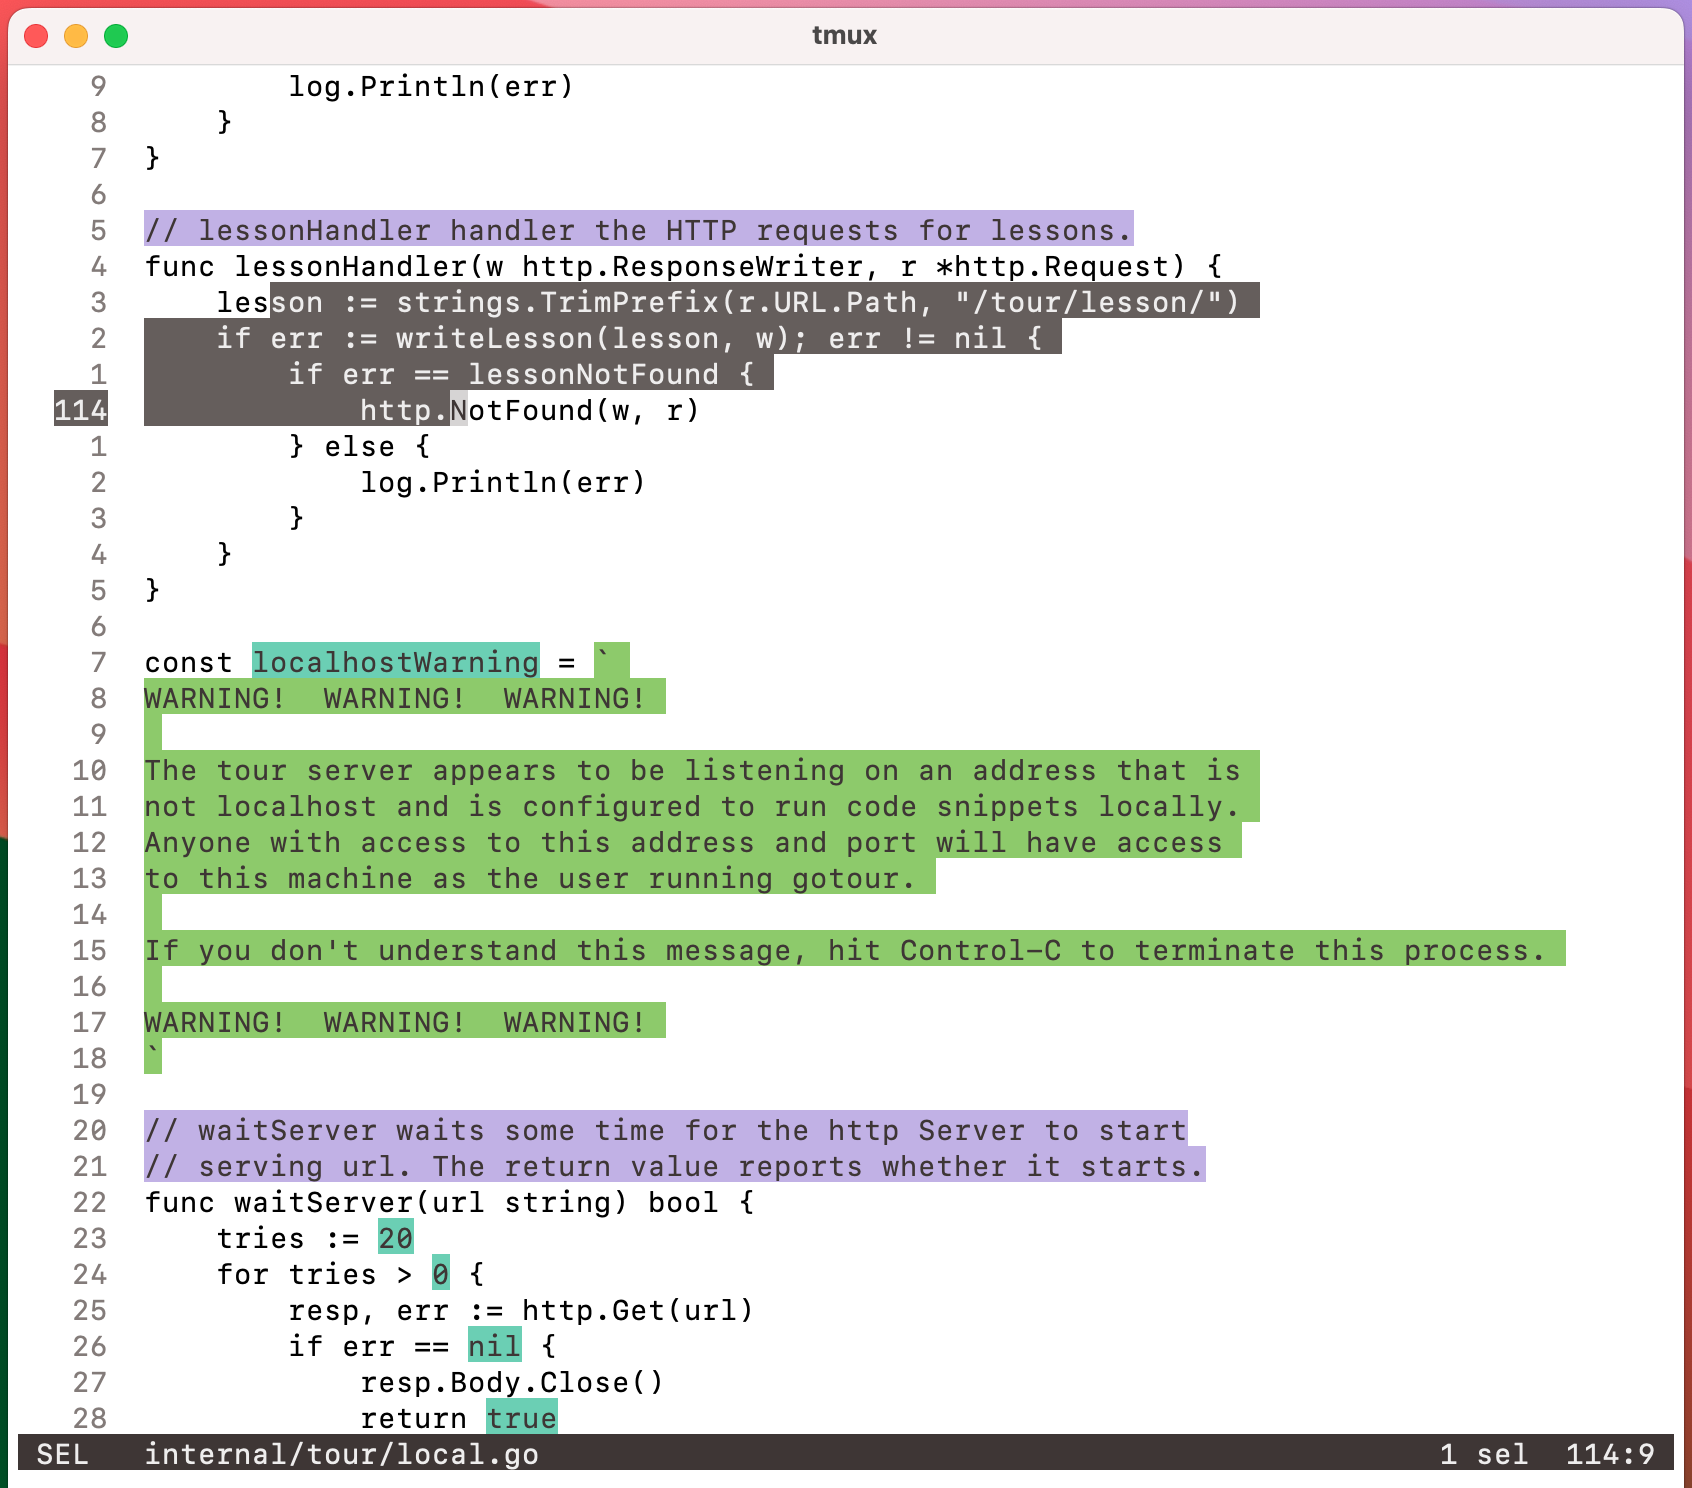 tmux
9 log.Println(err)
8 }
7 }
6
5 // lessonHandler handler the HTTP requests for lessons.
4 func lessonHandler(w http.ResponseWriter, r *http.Request) {
3 lesson := strings.TrimPrefix(r.URL.Path, "/tour/lesson/")
2 if err := writeLesson(lesson, w); err != nil {
1 if err == lessonNotFound {
114 http.NotFound(w, r)
1 } else {
2 log.Println(err)
3 }
4 }
5 }
6
7 const localhostWarning = `
8 WARNING!  WARNING!  WARNING!
9
10 The tour server appears to be listening on an address that is
11 not localhost and is configured to run code snippets locally.
12 Anyone with access to this address and port will have access
13 to this machine as the user running gotour.
14
15 If you don't understand this message, hit Control-C to terminate this process.
16
17 WARNING!  WARNING!  WARNING!
18 `
19
20 // waitServer waits some time for the http Server to start
21 // serving url. The return value reports whether it starts.
22 func waitServer(url string) bool {
23 tries := 20
24 for tries > 0 {
25 resp, err := http.Get(url)
26 if err == nil {
27 resp.Body.Close()
28 return true
SEL internal/tour/local.go 1 sel 114:9